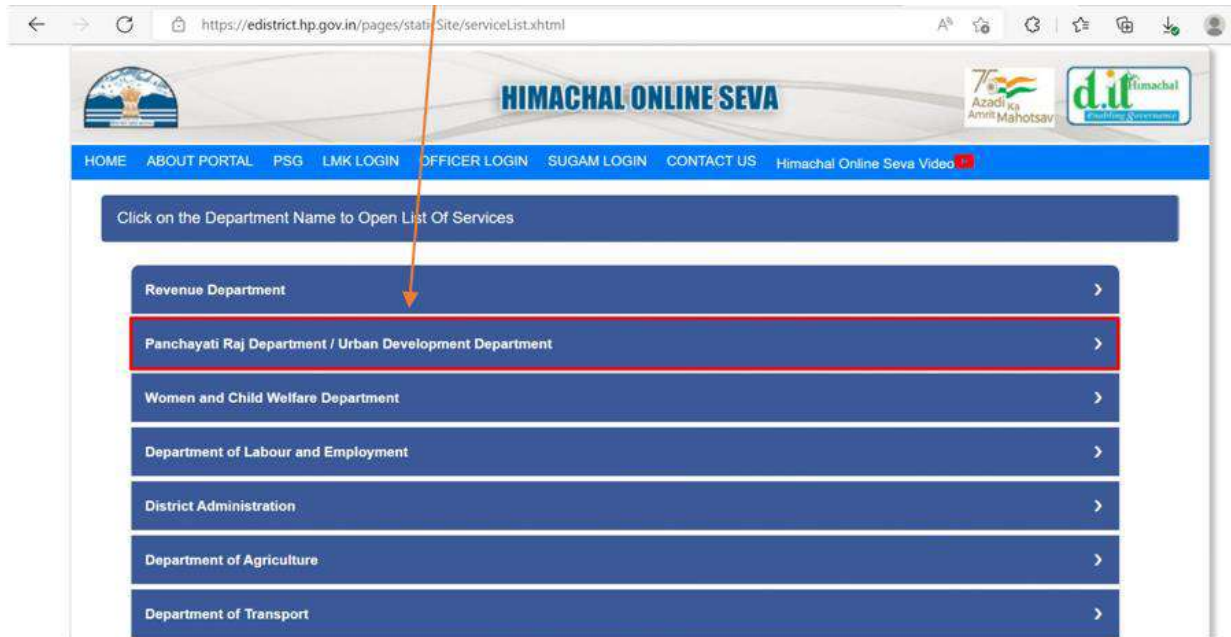 https://edistrict.hp.gov.in/pages/staticSite/serviceList.xhtml
HIMACHAL ONLINE SEVA
75
Azadi Ka
Amrit Mahotsav
d.it Himachal
Enabling Governance
HOME ABOUT PORTAL PSG LMK LOGIN OFFICER LOGIN SUGAM LOGIN CONTACT US Himachal Online Seva Video
Click on the Department Name to Open List Of Services
Revenue Department
Panchayati Raj Department / Urban Development Department
Women and Child Welfare Department
Department of Labour and Employment
District Administration
Department of Agriculture
Department of Transport